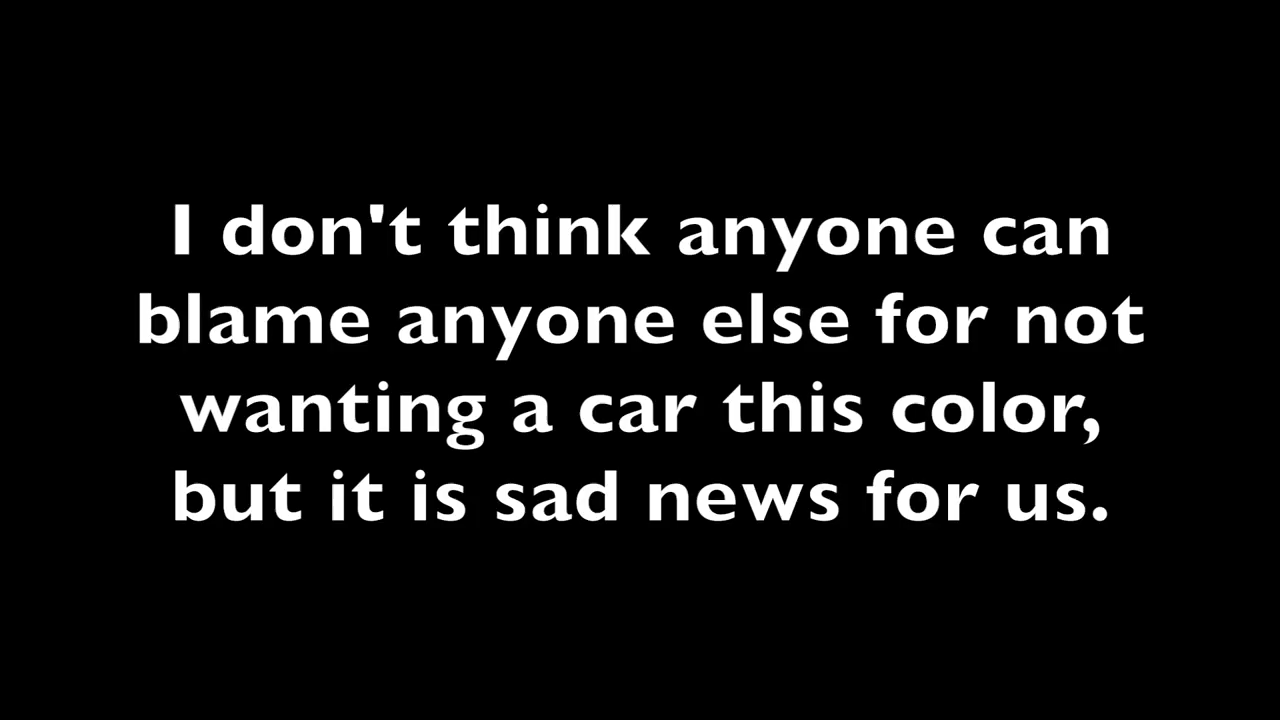 I don't think anyone can
blame anyone else for not
wanting a car this color,
but it is sad news for us.